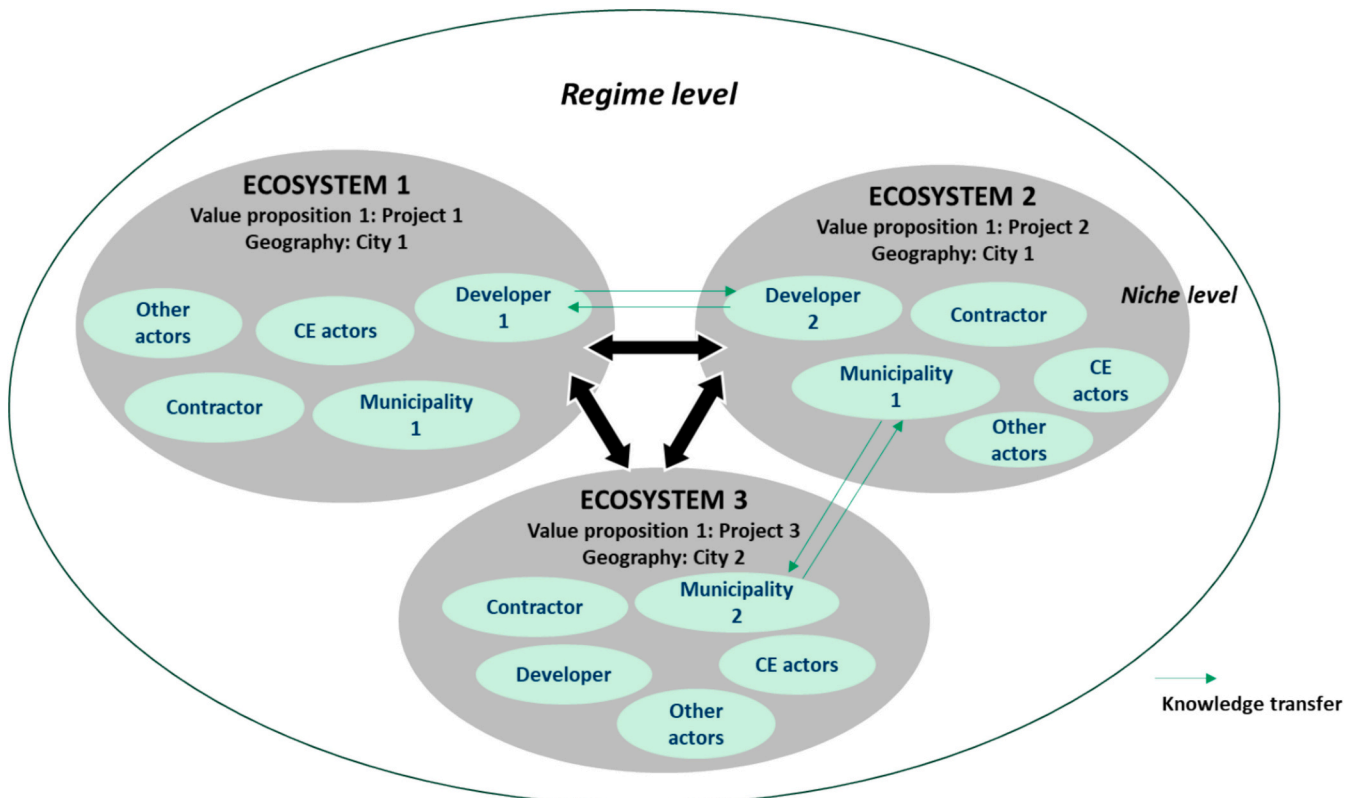 Regime level
ECOSYSTEM 1
Value proposition 1: Project 1
Geography: City 1
Other
actors
CE actors
Developer
1
Contractor
Municipality
1
ECOSYSTEM 2
Value proposition 1: Project 2
Geography: City 1
Niche level
Developer
2
Contractor
Municipality
1
CE
actors
Other
actors
ECOSYSTEM 3
Value proposition 1: Project 3
Geography: City 2
Contractor
Municipality
2
Developer
CE actors
Other
actors
Knowledge transfer